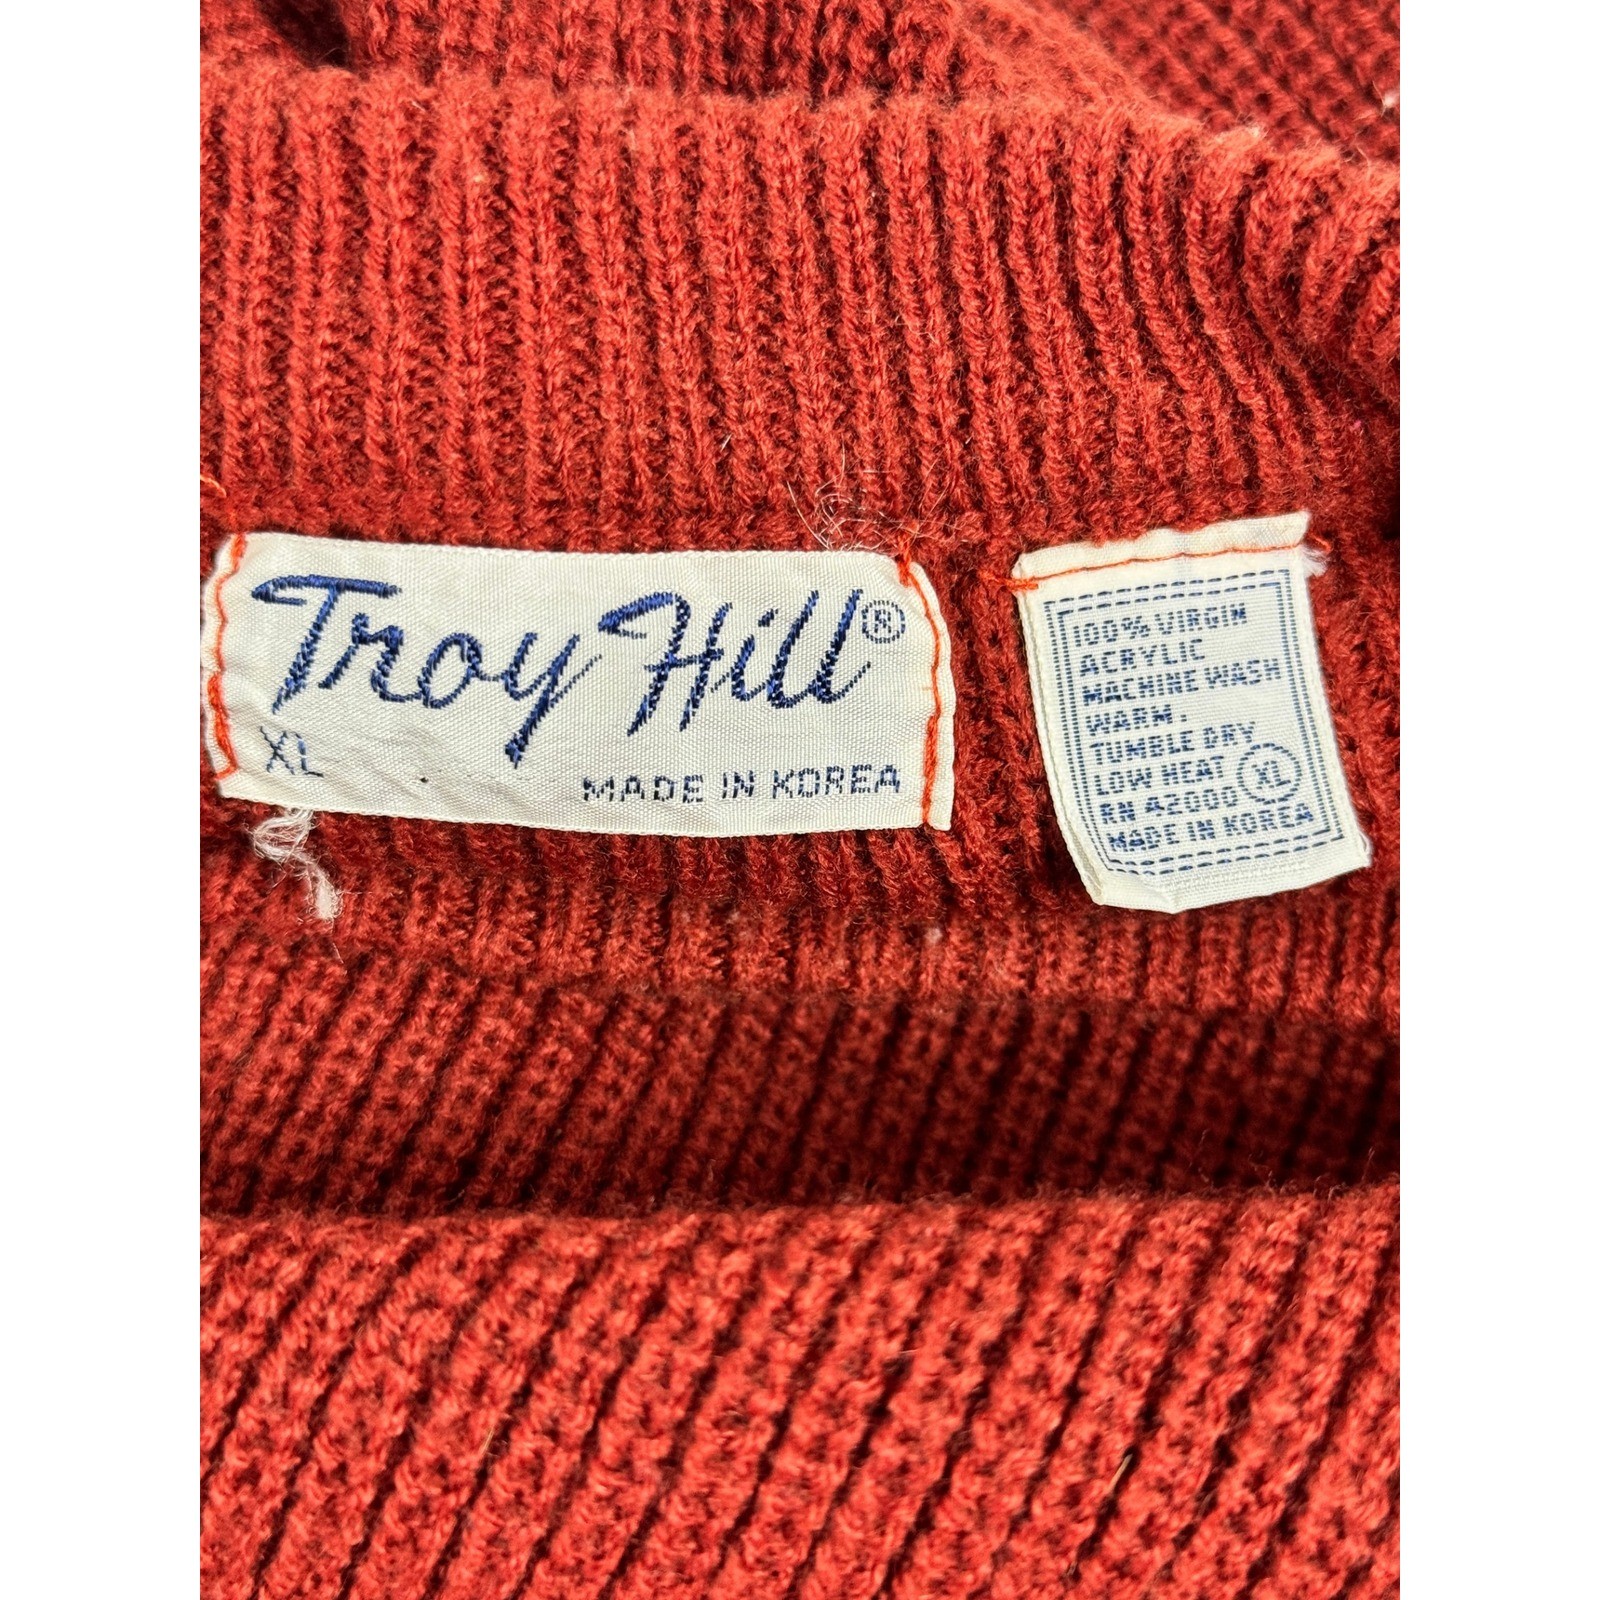 Troy Hill®
XL
MADE IN KOREA
100% VIRGIN
ACRYLIC
MACHINE WASH
WARM.
TUMBLE DRY
LOW HEAT XL
RN 42000
MADE IN KOREA